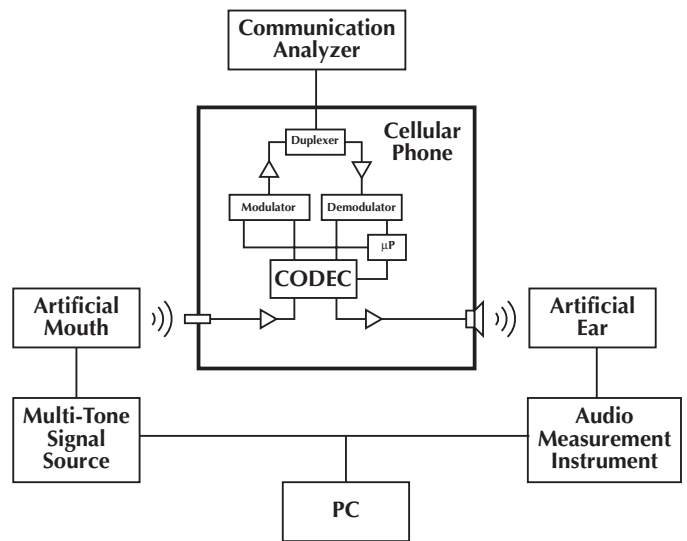 Communication
Analyzer
Cellular
Phone
Duplexer
Modulator
Demodulator
μP
CODEC
Artificial
Mouth
Artificial
Ear
Multi-Tone
Signal
Source
Audio
Measurement
Instrument
PC